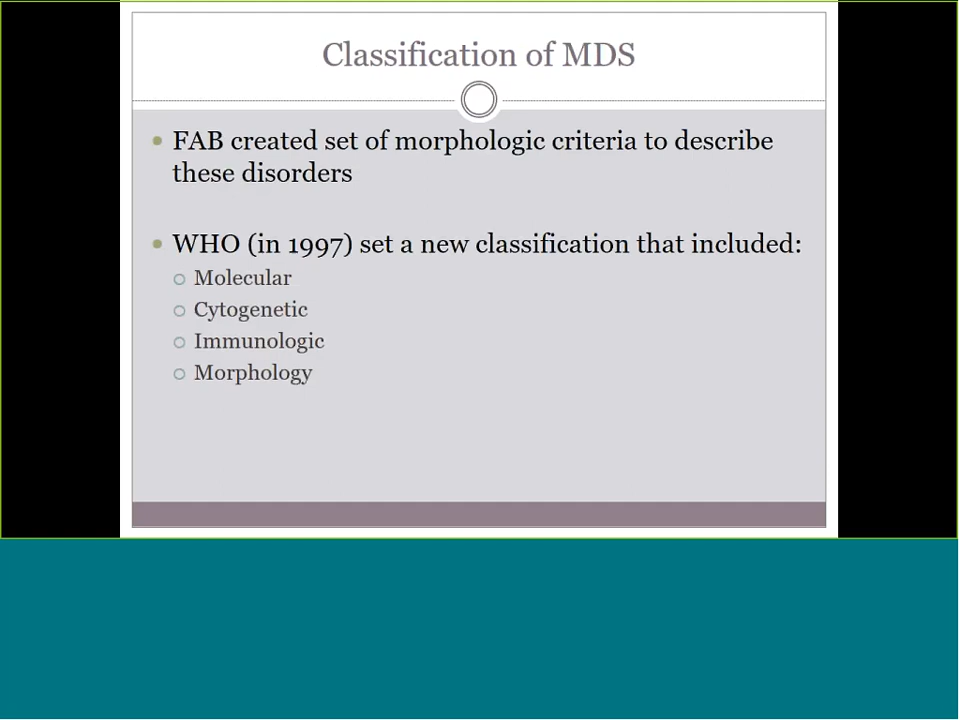 Classification of MDS
FAB created set of morphologic criteria to describe
these disorders
WHO (in 1997) set a new classification that included:
Molecular
Cytogenetic
Immunologic
Morphology